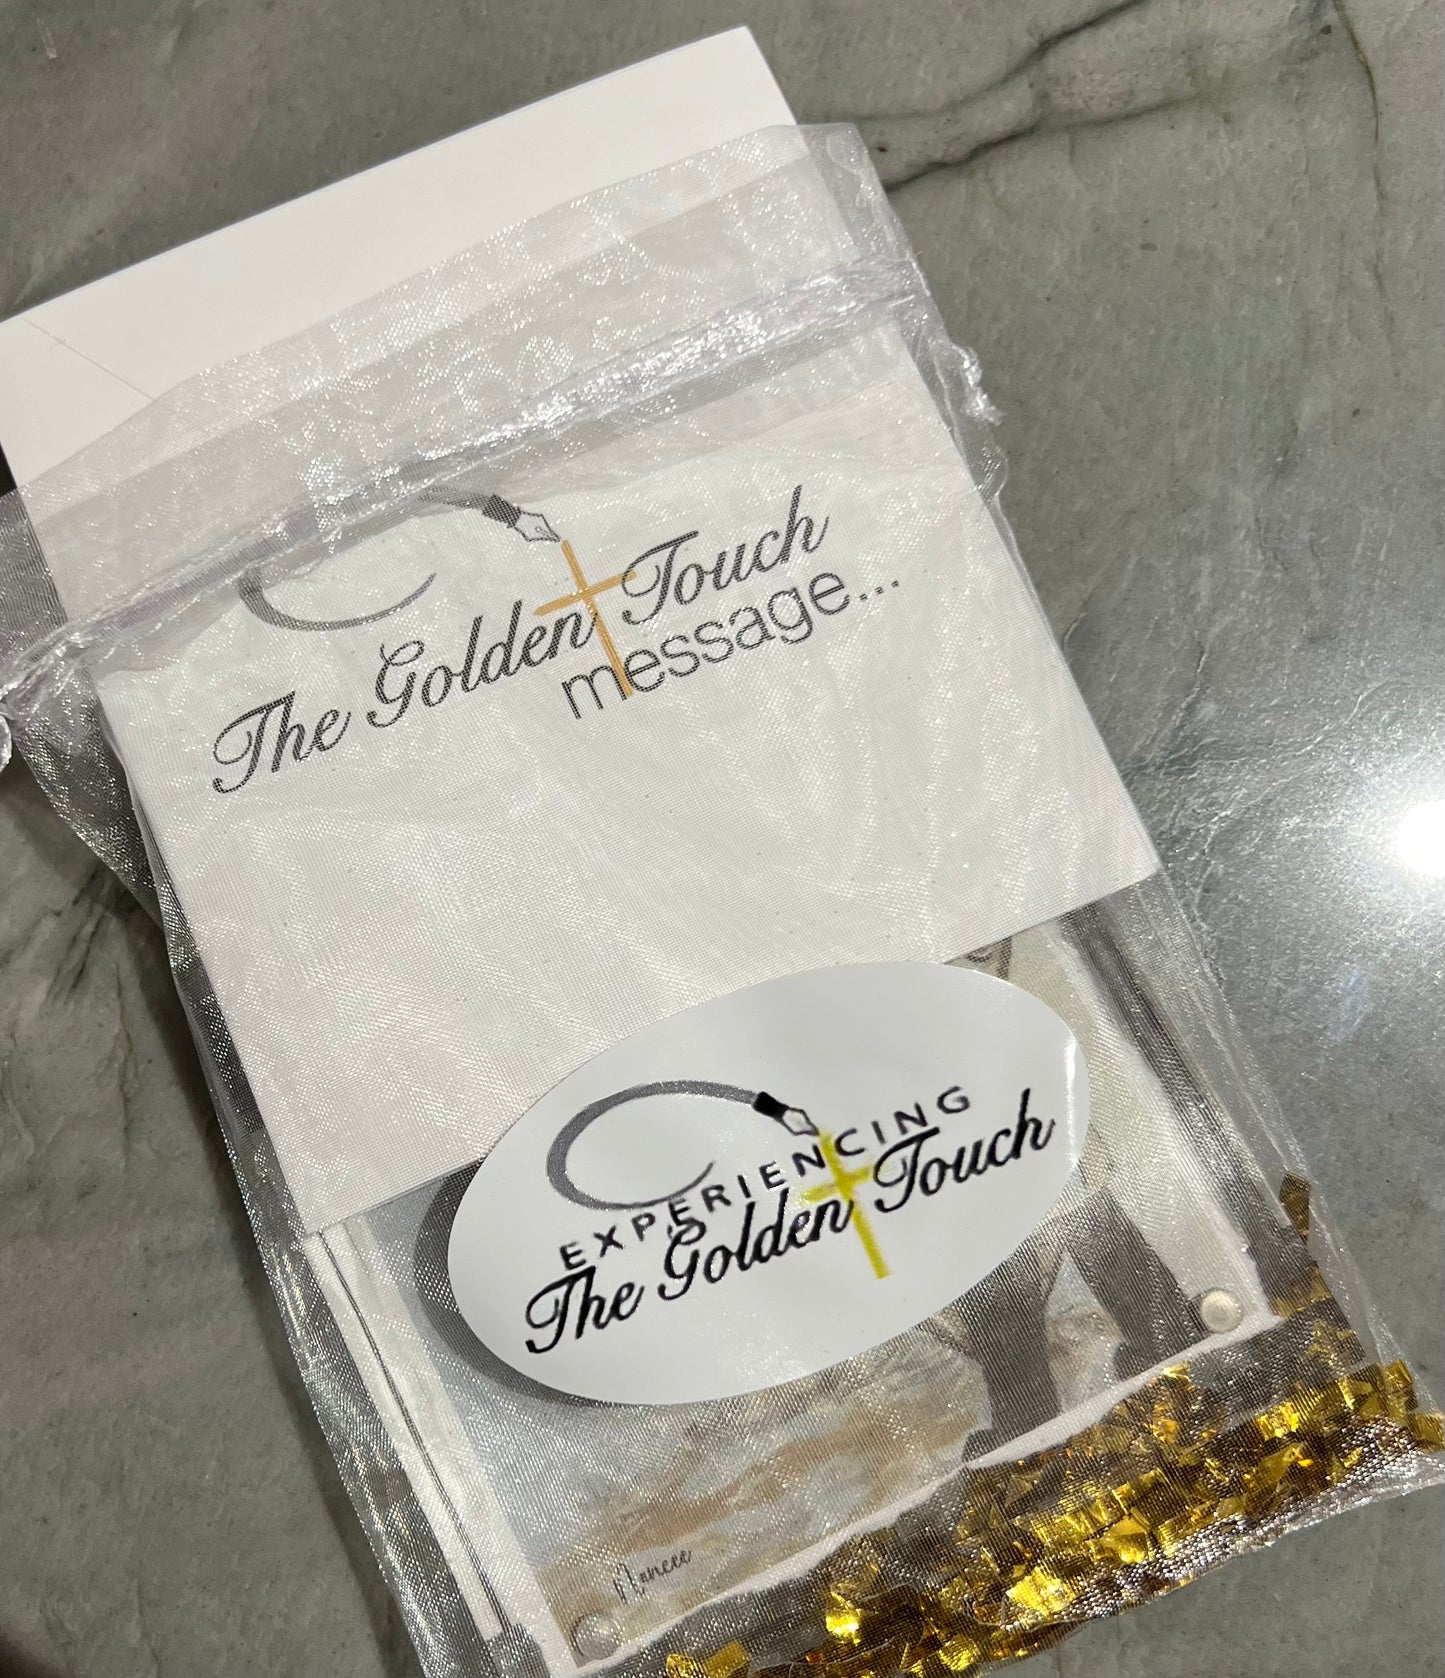 The Golden Touch
message...
EXPERIENCING
The Golden Touch